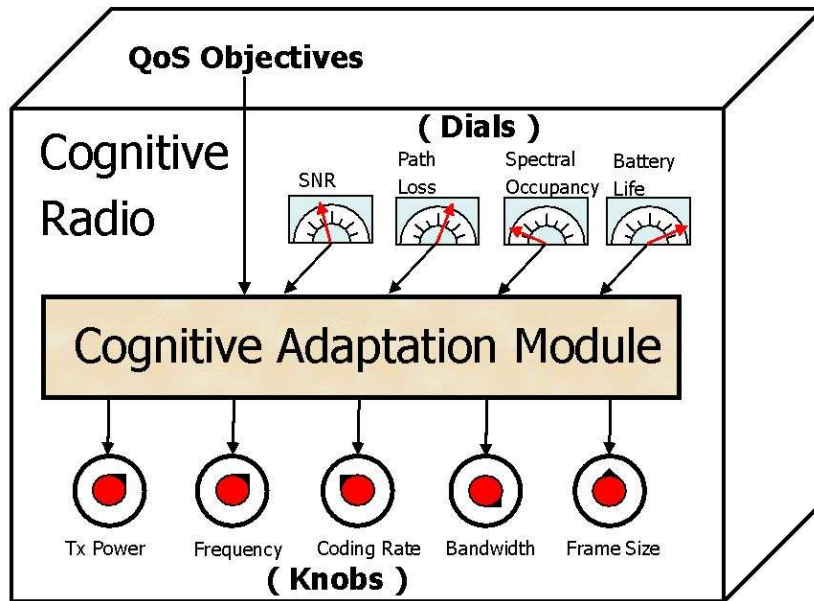 QoS Objectives
( Dials )
Cognitive
Radio
SNR
Path
Loss
Spectral
Occupancy
Battery
Life
Cognitive Adaptation Module
Tx Power
Frequency
Coding Rate
Bandwidth
Frame Size
( Knobs )